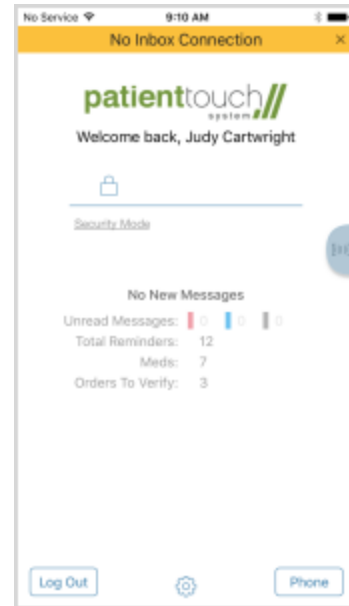 No Service 9:10 AM
No Inbox Connection ×
patienttouch
system
Welcome back, Judy Cartwright
Security Mode
No New Messages
Unread Messages: 0 0 0
Total Reminders: 12
Meds: 7
Orders To Verify: 3
Log Out Phone